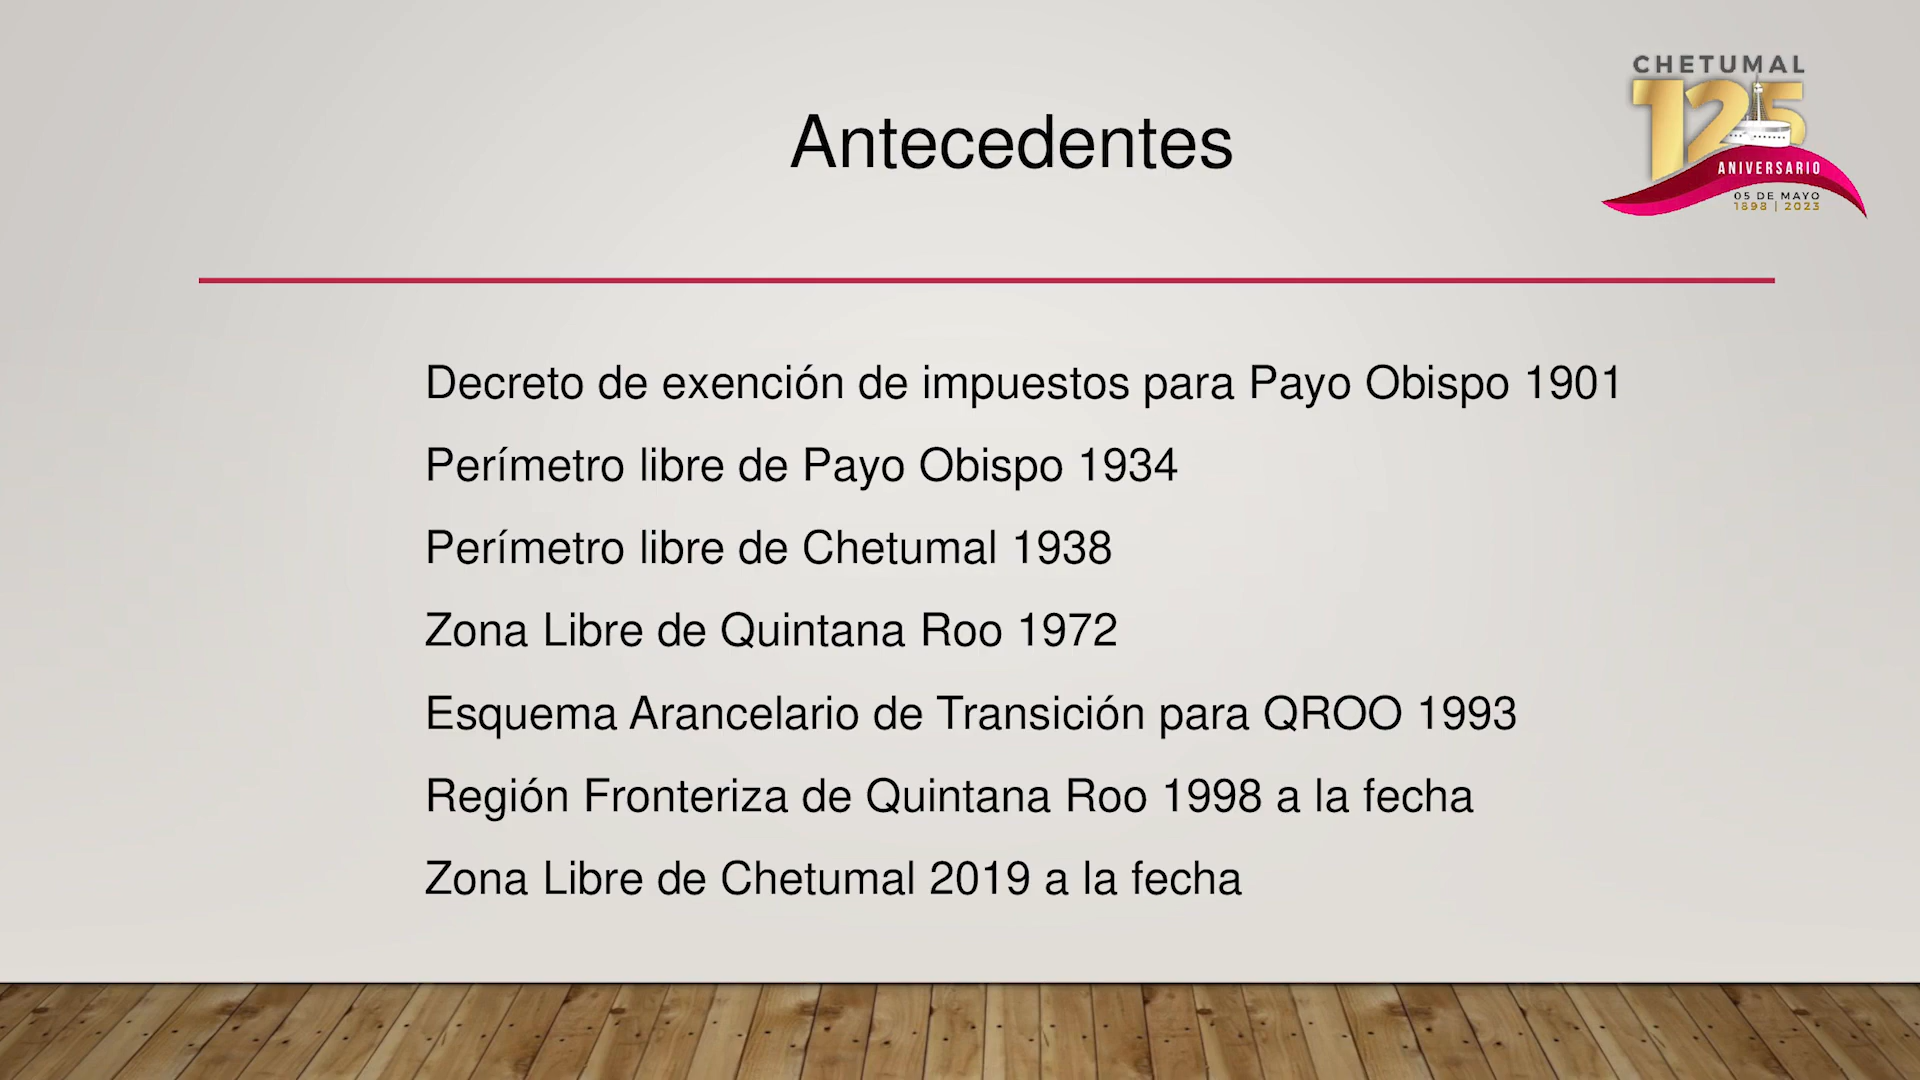 CHETUMAL
125
ANIVERSARIO
05 DE MAYO
1898 | 2023
Antecedentes
Decreto de exención de impuestos para Payo Obispo 1901
Perímetro libre de Payo Obispo 1934
Perímetro libre de Chetumal 1938
Zona Libre de Quintana Roo 1972
Esquema Arancelario de Transición para QROO 1993
Región Fronteriza de Quintana Roo 1998 a la fecha
Zona Libre de Chetumal 2019 a la fecha